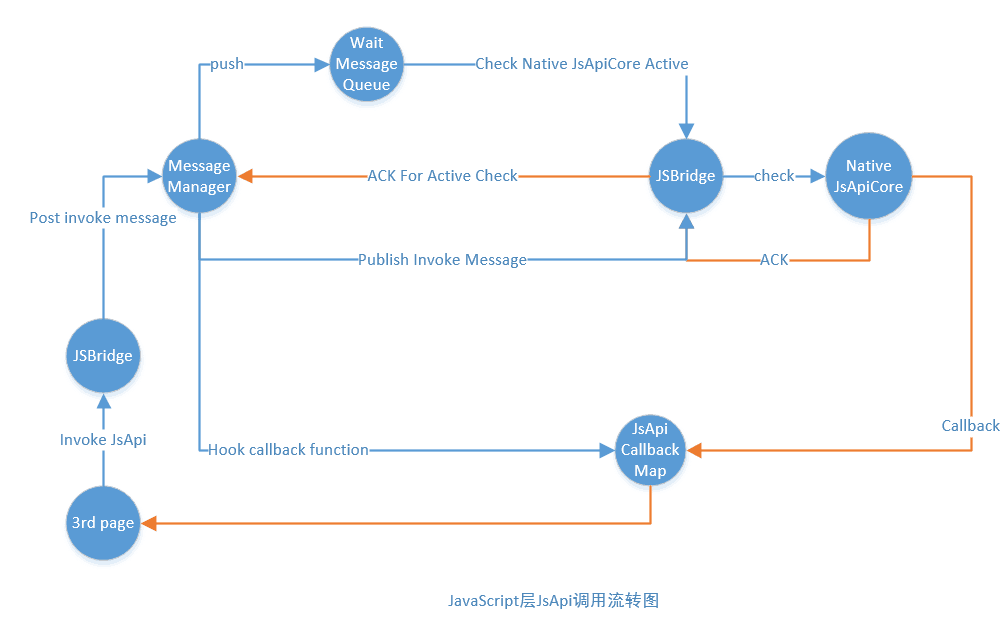 Wait
Message
Queue
push
Check Native JsApiCore Active
Message
Manager
ACK For Active Check
JSBridge
check
Native
JsApiCore
Post invoke message
Publish Invoke Message
ACK
JSBridge
Invoke JsApi
Hook callback function
JsApi
Callback
Map
Callback
3rd page
JavaScript层JsApi调用流转图